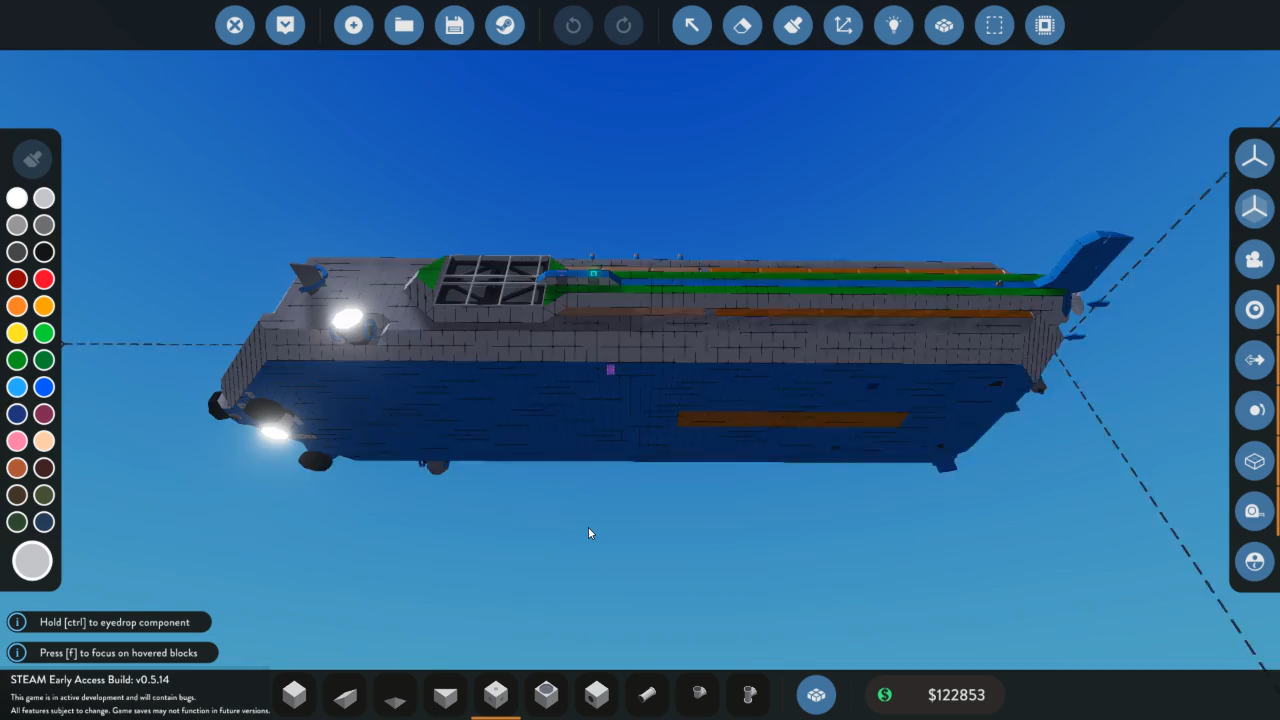 Hold [ctrl] to eyedrop component
Press [f] to focus on hovered blocks
STEAM Early Access Build: v0.5.14
This game is in active development and will contain bugs.
All features subject to change. Game saves may not function in future versions.
$ $122853